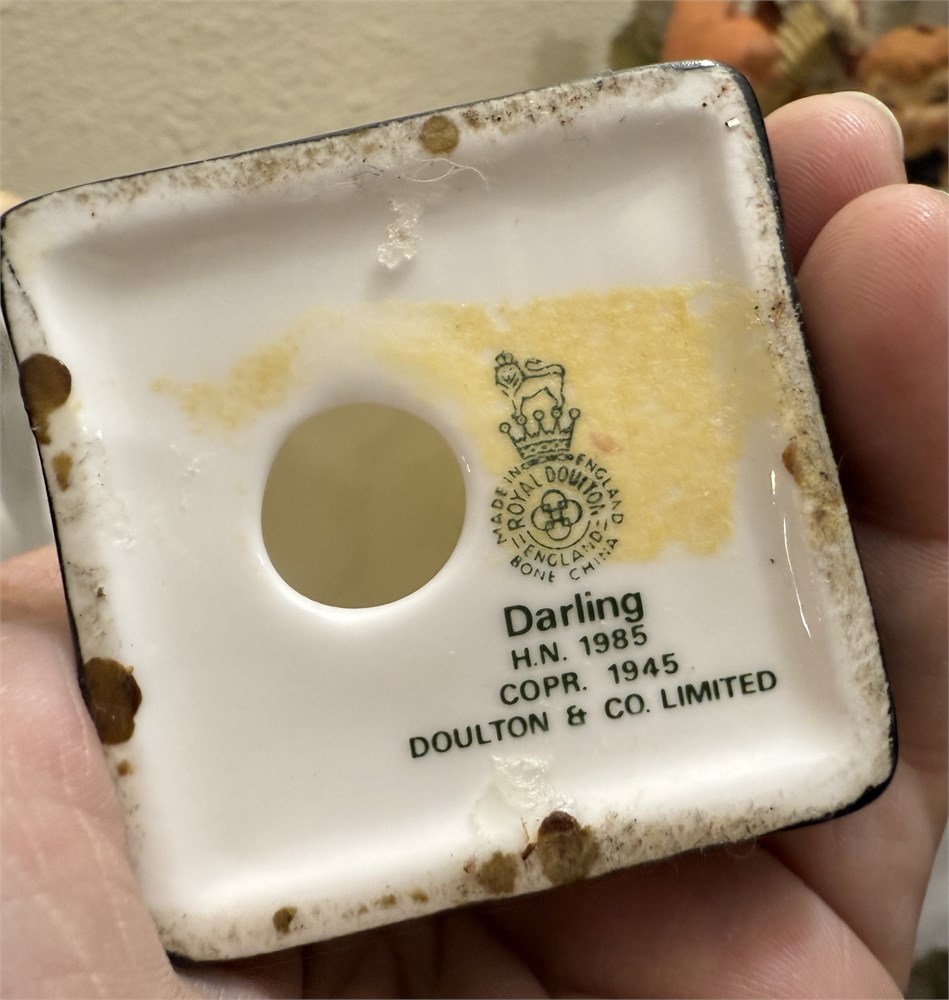 MADE IN ENGLAND
ROYAL DOULTON
ENGLAND
BONE CHINA
Darling
H.N. 1985
COPR. 1945
DOULTON & CO. LIMITED